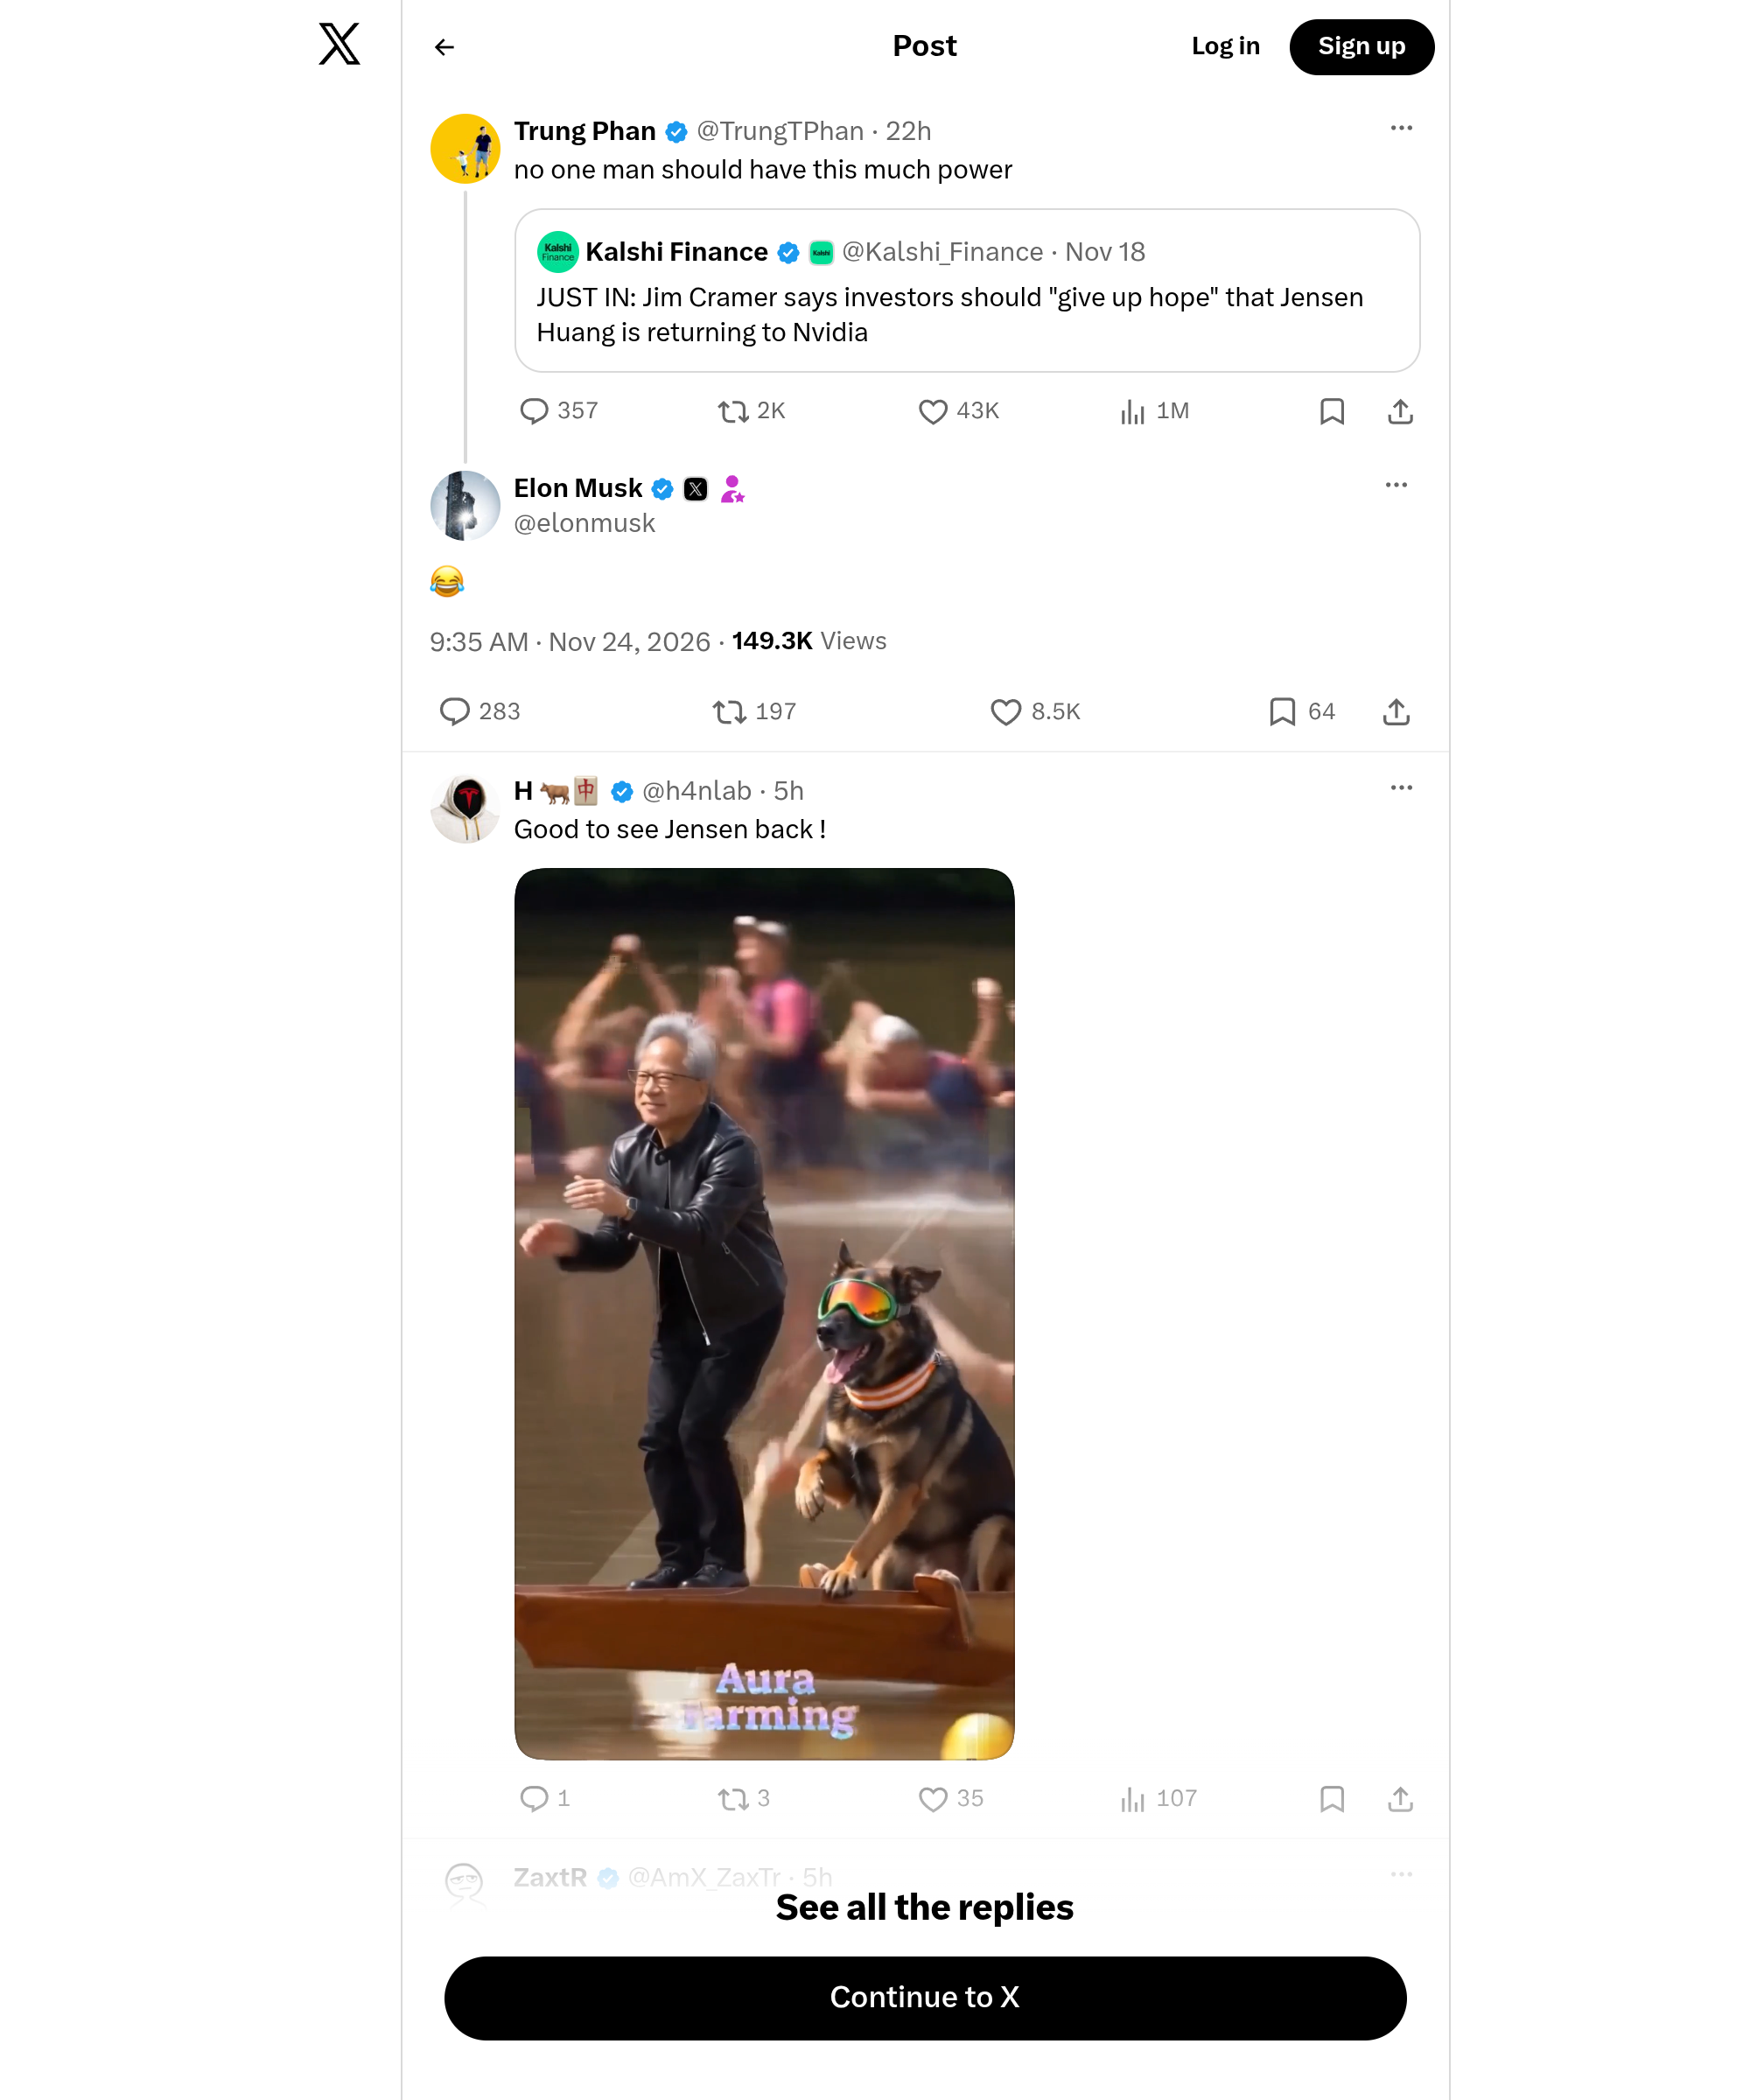 Post
Log in
Sign up
Trung Phan @TrungTPhan · 22h
no one man should have this much power
Kalshi Finance
Kalshi Finance Kalshi @Kalshi_Finance · Nov 18
JUST IN: Jim Cramer says investors should "give up hope" that Jensen
Huang is returning to Nvidia
357 2K 43K 1M
Elon Musk
@elonmusk
😂
9:35 AM · Nov 24, 2026 · 149.3K Views
283 197 8.5K 64
H 🐂🀄 @h4nlab · 5h
Good to see Jensen back !
Aura
farming
1 3 35 107
ZaxtR @AmX_ZaxTr · 5h
See all the replies
Continue to X